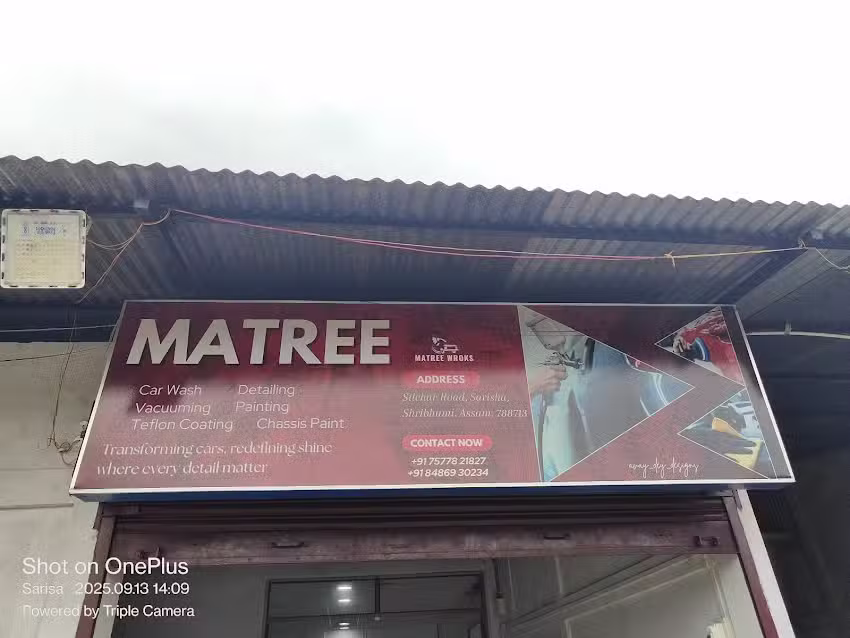 MATREE
Car Wash Detailing
Vacuuming Painting
Teflon Coating Chassis Paint
Transforming cars, redefining shine
where every detail matter
MATREE WROKS
ADDRESS
Silchar Road, Sarisha,
Shribhumi, Assam, 788713
CONTACT NOW
+91 75778 21827
+91 84869 30234
Shot on OnePlus
Sarisa 2025.09.13 14:09
Powered by Triple Camera